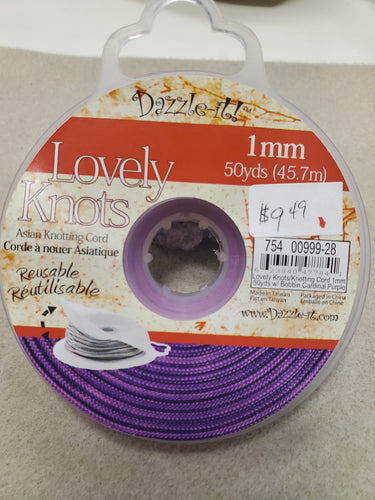 Dazzle-it!™
1mm
50yds (45.7m)
Lovely
Knots
Asian Knotting Cord
Corde à nouer Asiatique
Reusable
Réutilisable
$9.49
754 00999-28
Lovely Knots/Knotting Cord 1mm
50yds w/ Bobbin Cardinal Purple
Made in Taiwan
Fait en Taiwan
Packaged in China
Emballé en China
www.Dazzle-it.com